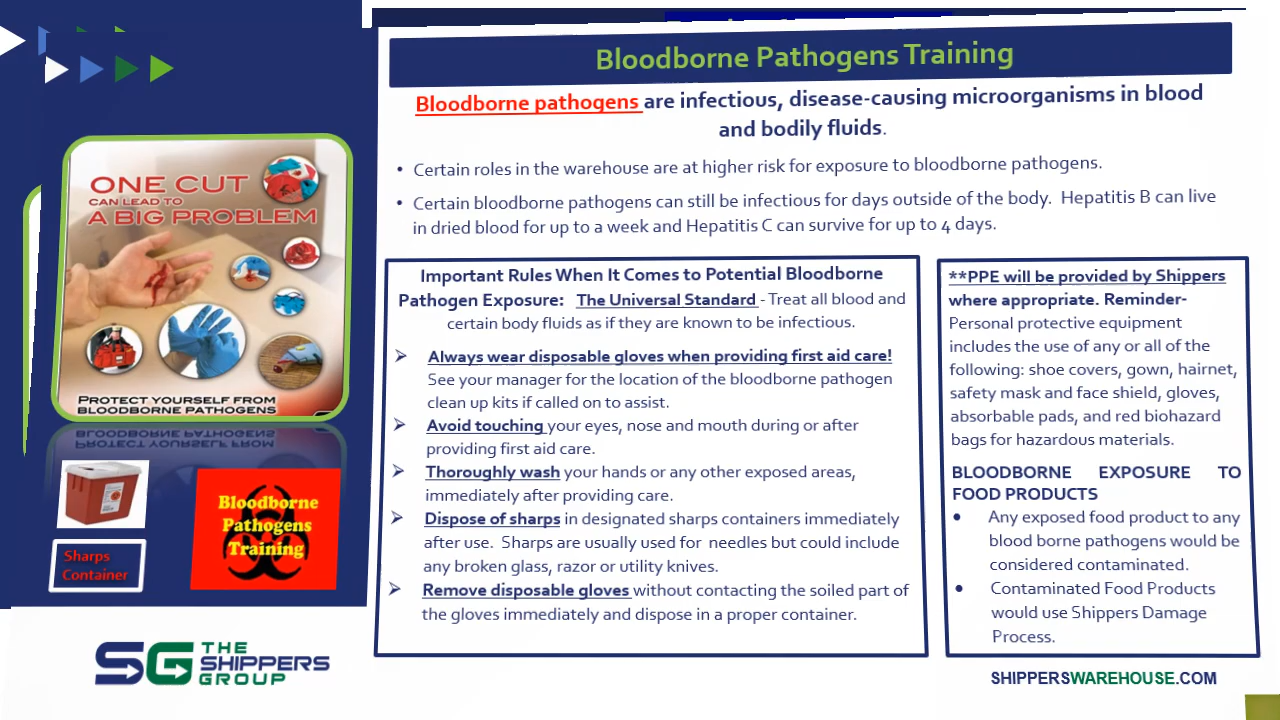 Bloodborne Pathogens Training
Bloodborne pathogens are infectious, disease-causing microorganisms in blood
and bodily fluids.
• Certain roles in the warehouse are at higher risk for exposure to bloodborne pathogens.
• Certain bloodborne pathogens can still be infectious for days outside of the body. Hepatitis B can live
in dried blood for up to a week and Hepatitis C can survive for up to 4 days.
ONE CUT
CAN LEAD TO
A BIG PROBLEM
PROTECT YOURSELF FROM
BLOODBORNE PATHOGENS
Sharps
Container
Bloodborne
Pathogens
Training
Important Rules When It Comes to Potential Bloodborne
Pathogen Exposure: The Universal Standard - Treat all blood and
certain body fluids as if they are known to be infectious.
➢ Always wear disposable gloves when providing first aid care!
See your manager for the location of the bloodborne pathogen
clean up kits if called on to assist.
➢ Avoid touching your eyes, nose and mouth during or after
providing first aid care.
➢ Thoroughly wash your hands or any other exposed areas,
immediately after providing care.
➢ Dispose of sharps in designated sharps containers immediately
after use. Sharps are usually used for needles but could include
any broken glass, razor or utility knives.
➢ Remove disposable gloves without contacting the soiled part of
the gloves immediately and dispose in a proper container.
**PPE will be provided by Shippers
where appropriate. Reminder-
Personal protective equipment
includes the use of any or all of the
following: shoe covers, gown, hairnet,
safety mask and face shield, gloves,
absorbable pads, and red biohazard
bags for hazardous materials.
BLOODBORNE EXPOSURE TO
FOOD PRODUCTS
• Any exposed food product to any
blood borne pathogens would be
considered contaminated.
• Contaminated Food Products
would use Shippers Damage
Process.
SG THE
SHIPPERS
GROUP
SHIPPERSWAREHOUSE.COM